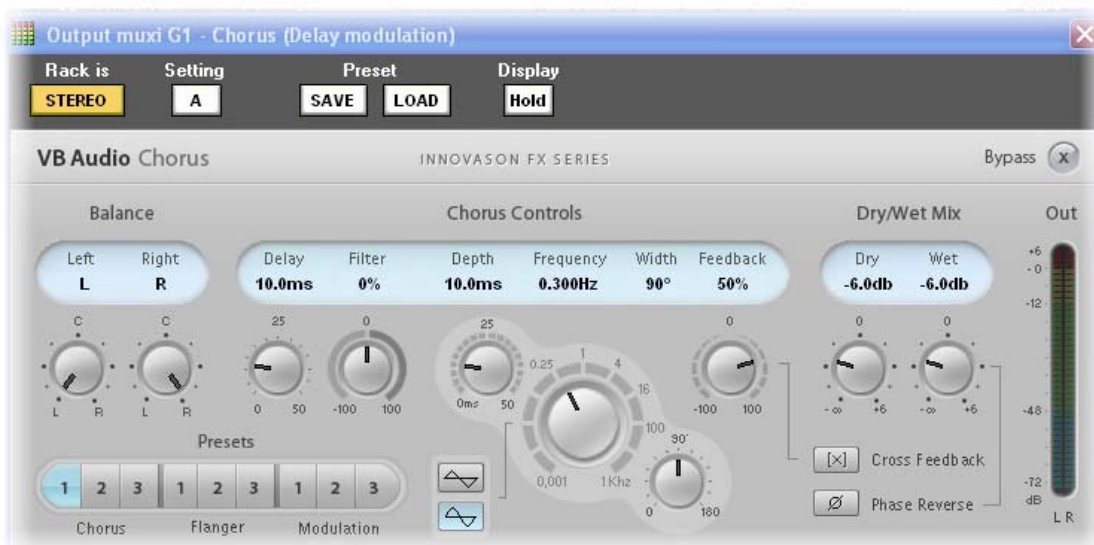 Output muxi G1 - Chorus (Delay modulation)
Rack is Setting Preset Display
STEREO A SAVE LOAD Hold
VB Audio Chorus INNOVASON FX SERIES Bypass X
Balance Chorus Controls Dry/Wet Mix Out
Left Right Delay Filter Depth Frequency Width Feedback Dry Wet
L R 10.0ms 0% 10.0ms 0.300Hz 90° 50% -6.0db -6.0db
+6
- 0
-12
-48
-72
dB
L R
C C 25 0 25 1 0 0 0
0.25 4
16
L R L R 0 50 -100 100 0ms 50 100 -100 100 - ∞ +6 - ∞ +6
90°
0,001 1Khz
0 180
Presets
1 2 3 1 2 3 1 2 3
Chorus Flanger Modulation
[X] Cross Feedback
Ø Phase Reverse